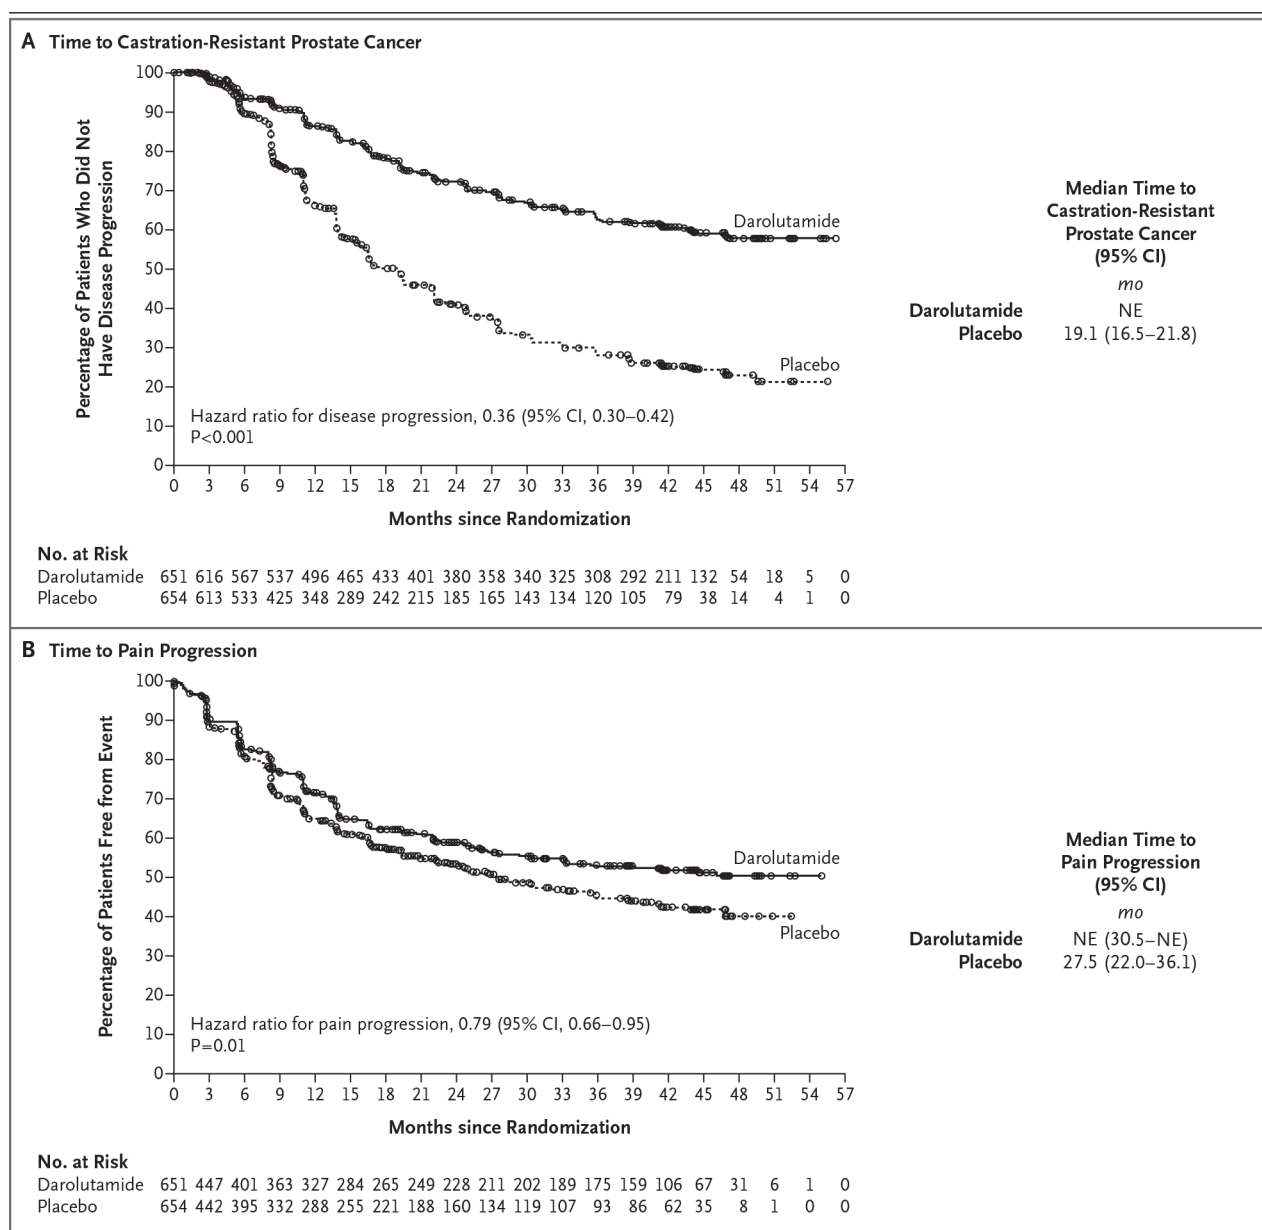 A Time to Castration-Resistant Prostate Cancer
Percentage of Patients Who Did Not
Have Disease Progression
100
90
80
70
60
50
40
30
20
10
0
Darolutamide
Placebo
Hazard ratio for disease progression, 0.36 (95% CI, 0.30–0.42)
P<0.001
0 3 6 9 12 15 18 21 24 27 30 33 36 39 42 45 48 51 54 57
Months since Randomization
Median Time to
Castration-Resistant
Prostate Cancer
(95% CI)
mo
Darolutamide NE
Placebo 19.1 (16.5–21.8)
No. at Risk
Darolutamide 651 616 567 537 496 465 433 401 380 358 340 325 308 292 211 132 54 18 5 0
Placebo 654 613 533 425 348 289 242 215 185 165 143 134 120 105 79 38 14 4 1 0
B Time to Pain Progression
Percentage of Patients Free from Event
100
90
80
70
60
50
40
30
20
10
0
Darolutamide
Placebo
Hazard ratio for pain progression, 0.79 (95% CI, 0.66–0.95)
P=0.01
0 3 6 9 12 15 18 21 24 27 30 33 36 39 42 45 48 51 54 57
Months since Randomization
Median Time to
Pain Progression
(95% CI)
mo
Darolutamide NE (30.5–NE)
Placebo 27.5 (22.0–36.1)
No. at Risk
Darolutamide 651 447 401 363 327 284 265 249 228 211 202 189 175 159 106 67 31 6 1 0
Placebo 654 442 395 332 288 255 221 188 160 134 119 107 93 86 62 35 8 1 0 0